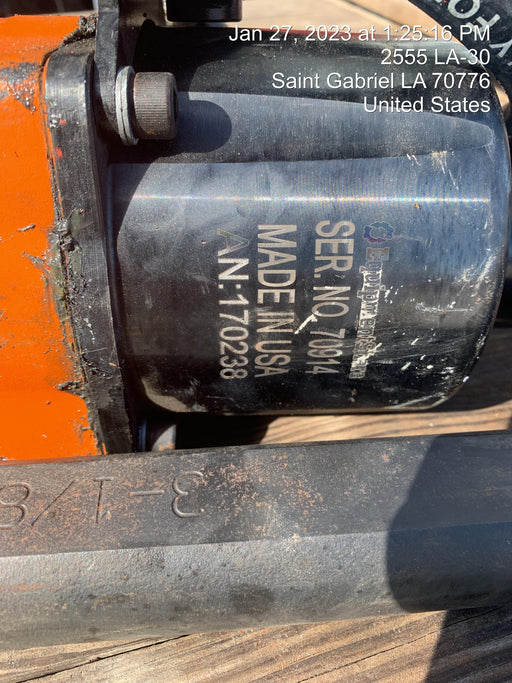 Jan 27, 2023 at 1:25:16 PM
2555 LA-30
Saint Gabriel LA 70776
United States
SER NO. 70914
MADE IN USA
AN:170238
3-1/8